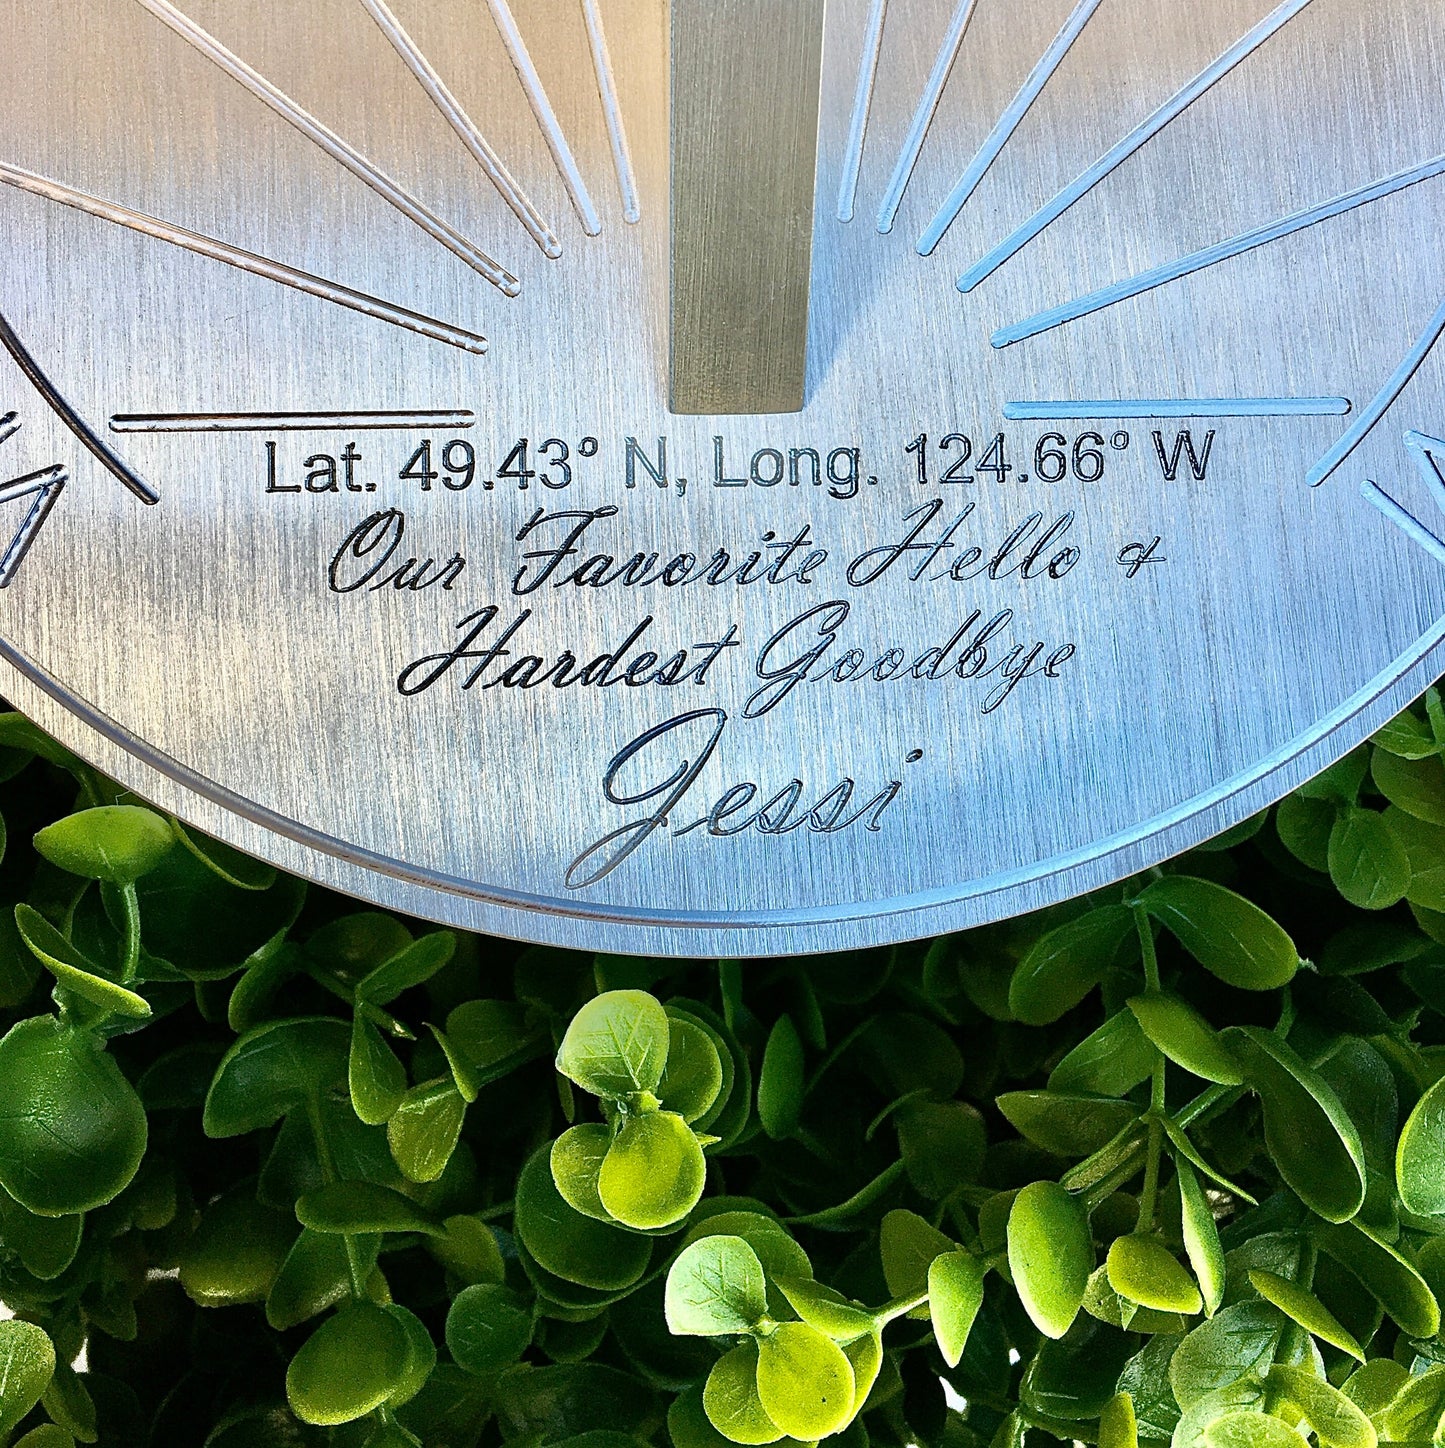 Lat. 49.43° N, Long. 124.66° W
Our Favorite Hello &
Hardest Goodbye
Jessi